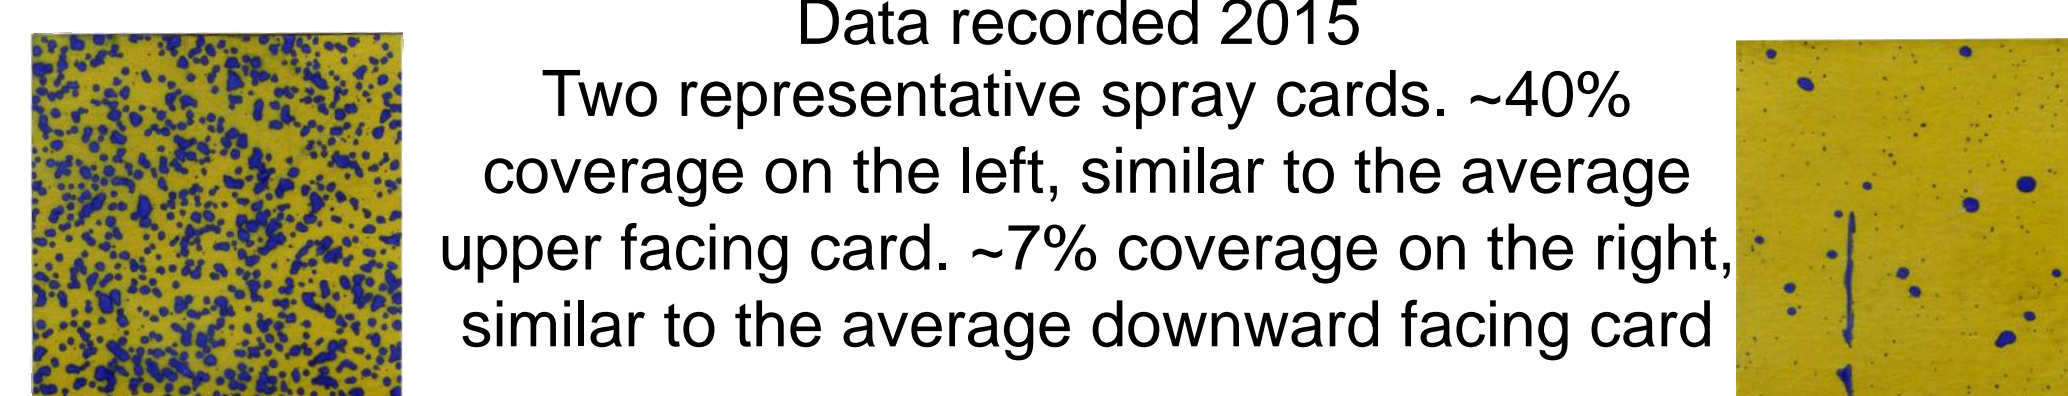 Data recorded 2015
Two representative spray cards. ~40%
coverage on the left, similar to the average
upper facing card. ~7% coverage on the right,
similar to the average downward facing card